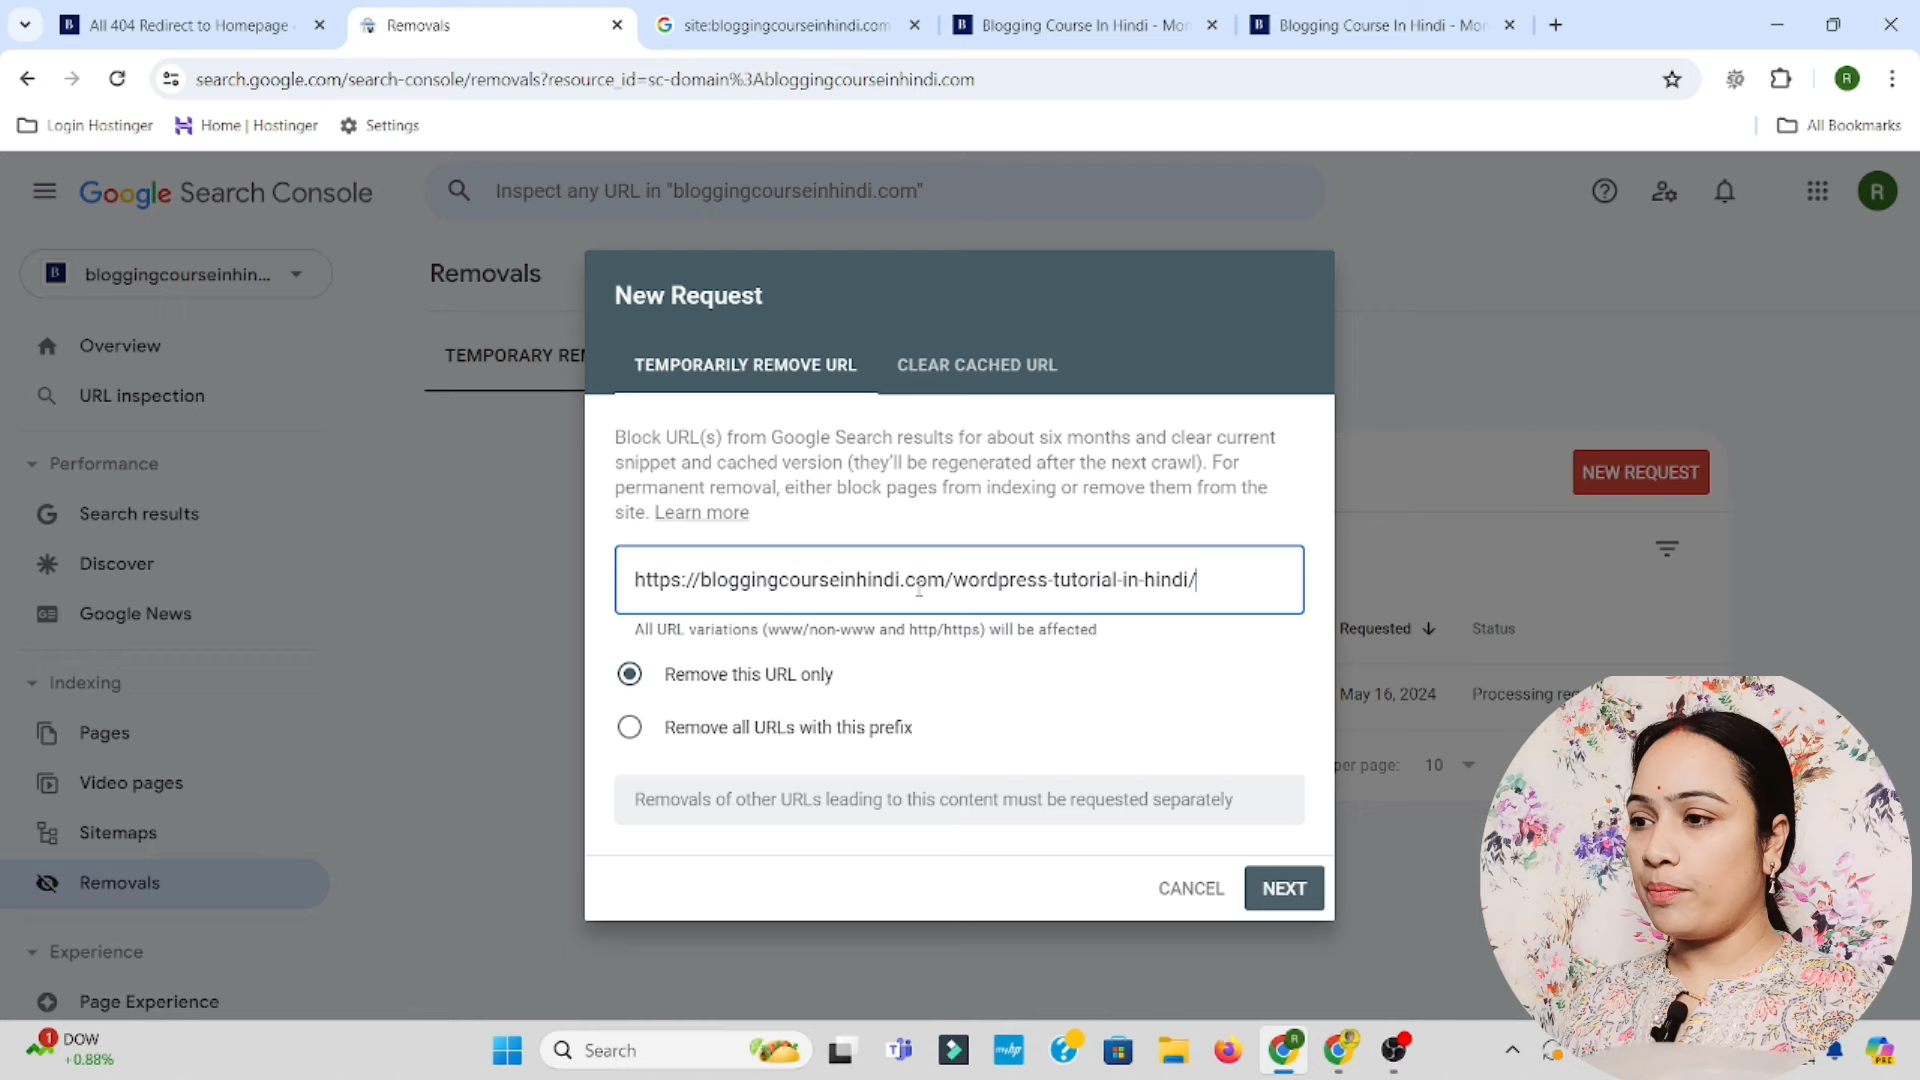 All 404 Redirect to Homepage
Removals
site:bloggingcourseinhindi.com
Blogging Course In Hindi - Mor
Blogging Course In Hindi - Mor
search.google.com/search-console/removals?resource_id=sc-domain%3Abloggingcourseinhindi.com
R
Login Hostinger
Home | Hostinger
Settings
All Bookmarks
Google Search Console
Inspect any URL in "bloggingcourseinhindi.com"
R
B bloggingcourseinhin...
Removals
New Request
Overview
TEMPORARY REM
TEMPORARILY REMOVE URL
CLEAR CACHED URL
URL inspection
Block URL(s) from Google Search results for about six months and clear current
snippet and cached version (they'll be regenerated after the next crawl). For
permanent removal, either block pages from indexing or remove them from the
site. Learn more
Performance
NEW REQUEST
Search results
Discover
https://bloggingcourseinhindi.com/wordpress-tutorial-in-hindi/
Google News
All URL variations (www/non-www and http/https) will be affected
Requested
Status
Remove this URL only
Indexing
May 16, 2024
Processing req
Remove all URLs with this prefix
Pages
per page: 10
Video pages
Removals of other URLs leading to this content must be requested separately
Sitemaps
Removals
CANCEL
NEXT
Experience
Page Experience
1
DOW
+0.88%
Search
myhp
PRE